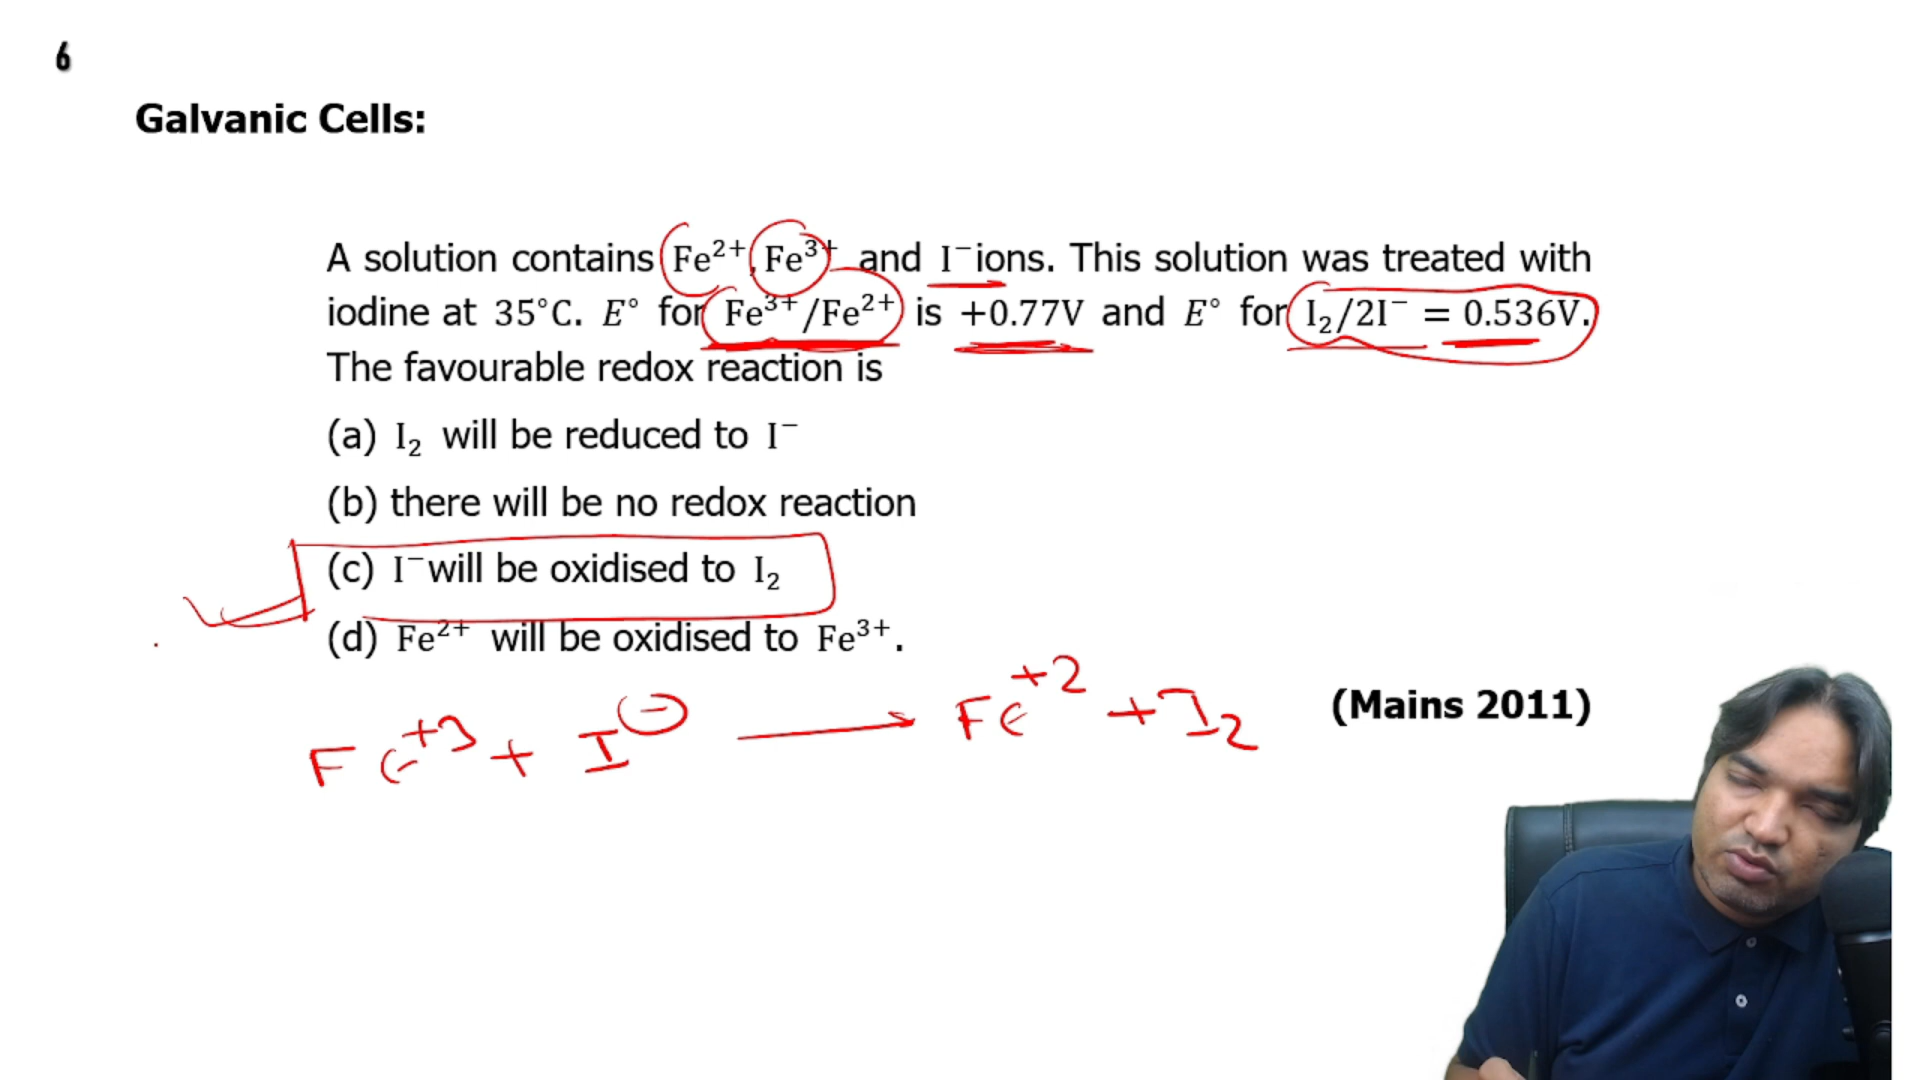 6
Galvanic Cells:
A solution contains Fe²⁺, Fe³⁺ and I⁻ions. This solution was treated with
iodine at 35°C. E° for Fe³⁺/Fe²⁺ is +0.77V and E° for I₂/2I⁻ = 0.536V.
The favourable redox reaction is
(a) I₂ will be reduced to I⁻
(b) there will be no redox reaction
(c) I⁻will be oxidised to I₂
(d) Fe²⁺ will be oxidised to Fe³⁺.
(Mains 2011)
Fe⁺³ + I⊖ → Fe⁺² + I₂